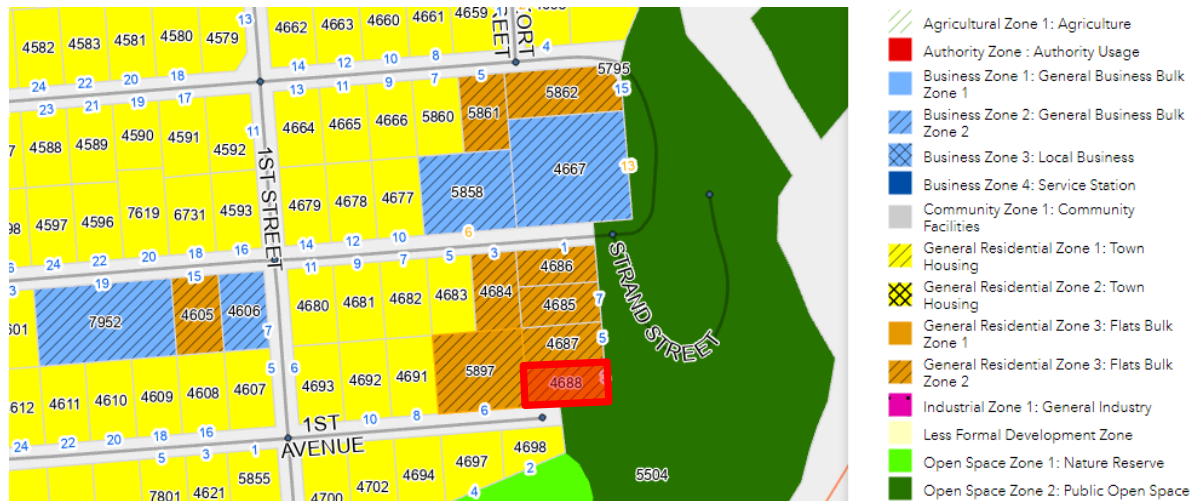 4582 4583 4581 4580 4579
13
4662 4663 4660 4661 4659
24 22 20 18
14 12 10 8
4
STREET
ORT
5795
23 21 19 17
13 11 9 7 5
15
4588 4589 4590 4591 4592
11
4664 4665 4666 5860 5861 5862
4667
13
4597 4596 7619 6731 4593
4679 4678 4677 5858
1ST STREET
24 22 20 18 16
14 12 10 6
19 15
11 9 7 5 3 1
7952 4605 4606
7
4680 4681 4682 4683 4684 4686
4685
7
STRAND STREET
4687
5
4612 4611 4610 4609 4608 4607
5 6
4693 4692 4691 5897 4688
24 22 20 18 16
10 8 6
1ST
AVENUE
5 3 1
7801 4621 5855
4700 4702 4694 4697 4698
4 2
5504
Agricultural Zone 1: Agriculture
Authority Zone : Authority Usage
Business Zone 1: General Business Bulk
Zone 1
Business Zone 2: General Business Bulk
Zone 2
Business Zone 3: Local Business
Business Zone 4: Service Station
Community Zone 1: Community
Facilities
General Residential Zone 1: Town
Housing
General Residential Zone 2: Town
Housing
General Residential Zone 3: Flats Bulk
Zone 1
General Residential Zone 3: Flats Bulk
Zone 2
Industrial Zone 1: General Industry
Less Formal Development Zone
Open Space Zone 1: Nature Reserve
Open Space Zone 2: Public Open Space